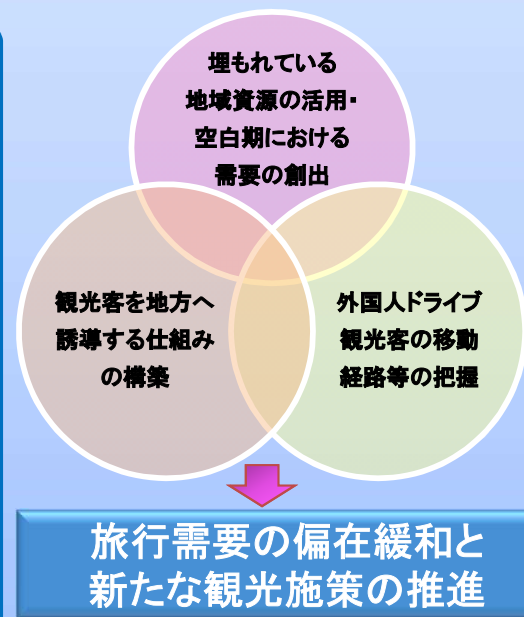 埋もれている
地域資源の活用・
空白期における
需要の創出
観光客を地方へ
誘導する仕組み
の構築
外国人ドライブ
観光客の移動
経路等の把握
旅行需要の偏在緩和と
新たな観光施策の推進